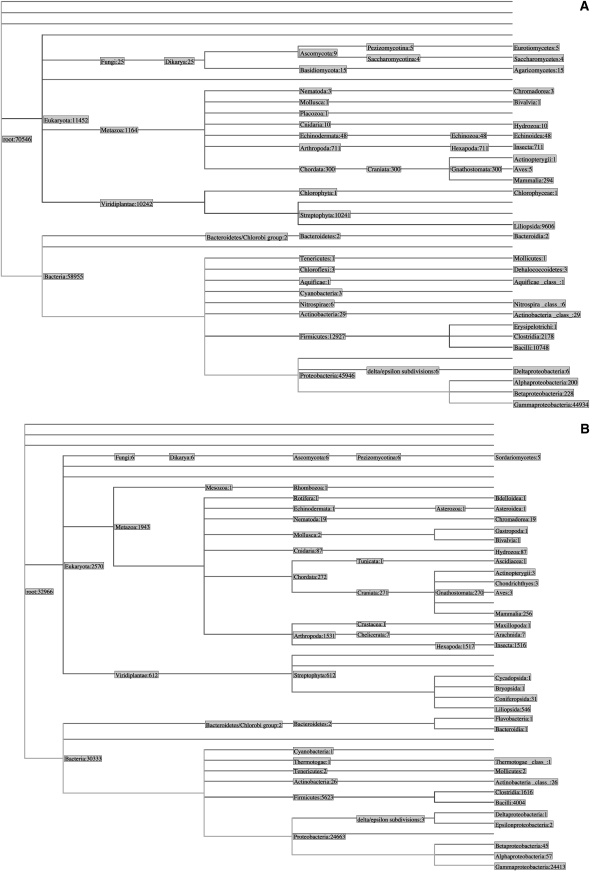 A
Pezizomycotina:5 Eurotiomycetes:5
Ascomycota:9
Fungi:25 Dikarya:25 Saccharomycotina:4 Saccharomycetes:4
Basidiomycota:15 Agaricomycetes:15
Nematoda:3 Chromadorea:3
Mollusca:1 Bivalvia:1
Placozoa:1
Eukaryota:11452
Cnidaria:10 Hydrozoa:10
Metazoa:1164
Echinodermata:48 Echinozoa:48 Echinoidea:48
root:70546
Arthropoda:711 Hexapoda:711 Insecta:711
Actinopterygii:1
Chordata:300 Craniata:300 Gnathostomata:300 Aves:5
Mammalia:294
Chlorophyta:1 Chlorophyceae:1
Viridiplantae:10242
Streptophyta:10241
Liliopsida:9606
Bacteroidetes/Chlorobi group:2 Bacteroidetes:2 Bacteroidia:2
Tenericutes:1 Mollicutes:1
Chloroflexi:3 Dehalococcoidetes:3
Bacteria:58955
Aquificae:1 Aquificae _class_:1
Cyanobacteria:3
Nitrospirae:6 Nitrospira _class_:6
Actinobacteria:29 Actinobacteria _class_:29
Erysipelotrichi:1
Firmicutes:12927 Clostridia:2178
Bacilli:10748
delta/epsilon subdivisions:6 Deltaproteobacteria:6
Proteobacteria:45946
Alphaproteobacteria:200
Betaproteobacteria:228
Gammaproteobacteria:44934
B
Fungi:6 Dikarya:6 Ascomycota:6 Pezizomycotina:6 Sordariomycetes:5
Mesozoa:1 Rhombozoa:1
Rotifera:1 Bdelloidea:1
Echinodermata:1 Asterozoa:1 Asteroidea:1
Nematoda:19 Chromadorea:19
Metazoa:1943
Gastropoda:1
Mollusca:2
Bivalvia:1
Cnidaria:87 Hydrozoa:87
Tunicata:1 Ascidiacea:1
Eukaryota:2570
Actinopterygii:3
Chordata:272
Chondrichthyes:3
Craniata:271 Gnathostomata:270 Aves:3
root:32966
Mammalia:256
Crustacea:1 Maxillopoda:1
Arthropoda:1531 Chelicerata:7 Arachnida:7
Hexapoda:1517 Insecta:1516
Viridiplantae:612 Streptophyta:612
Cycadopsida:1
Bryopsida:1
Coniferopsida:31
Liliopsida:546
Flavobacteria:1
Bacteroidetes/Chlorobi group:2 Bacteroidetes:2
Bacteroidia:1
Cyanobacteria:1
Bacteria:30333
Thermotogae:1 Thermotogae _class_:1
Tenericutes:2 Mollicutes:2
Actinobacteria:26 Actinobacteria _class_:26
Clostridia:1616
Firmicutes:5623
Bacilli:4004
Deltaproteobacteria:1
delta/epsilon subdivisions:3
Epsilonproteobacteria:2
Proteobacteria:24663
Betaproteobacteria:45
Alphaproteobacteria:57
Gammaproteobacteria:24413